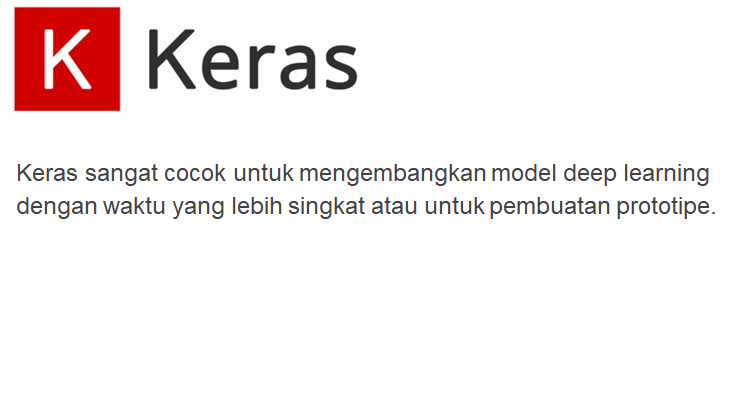 K Keras
Keras sangat cocok untuk mengembangkan model deep learning
dengan waktu yang lebih singkat atau untuk pembuatan prototipe.